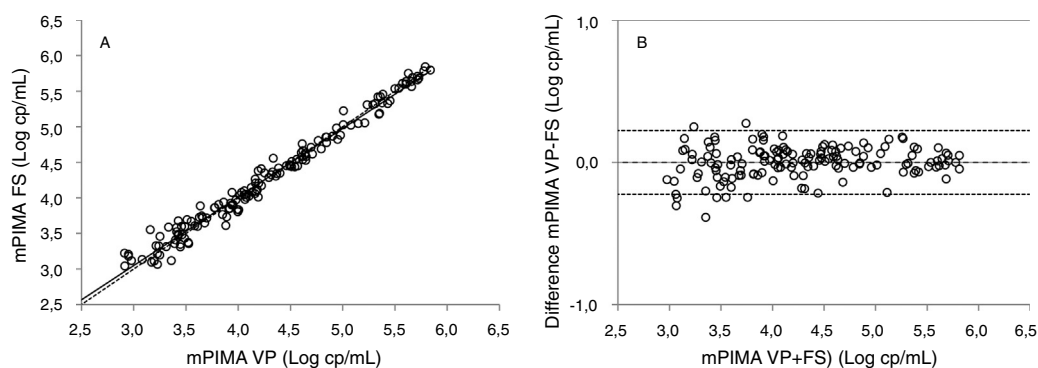 A
mPIMA FS (Log cp/mL)
6,5
6,0
5,5
5,0
4,5
4,0
3,5
3,0
2,5
2,5 3,0 3,5 4,0 4,5 5,0 5,5 6,0 6,5
mPIMA VP (Log cp/mL)
B
Difference mPIMA VP-FS (Log cp/mL)
1,0
0,0
-1,0
2,5 3,0 3,5 4,0 4,5 5,0 5,5 6,0 6,5
mPIMA VP+FS) (Log cp/mL)